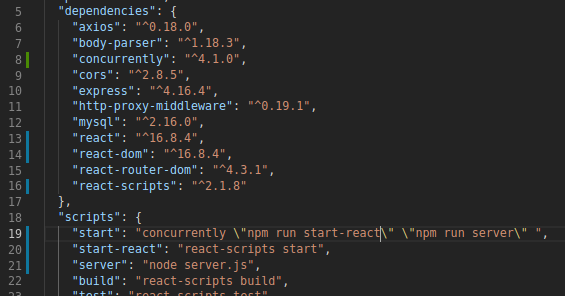 5 "dependencies": {
6 "axios": "^0.18.0",
7 "body-parser": "^1.18.3",
8 "concurrently": "^4.1.0",
9 "cors": "^2.8.5",
10 "express": "^4.16.4",
11 "http-proxy-middleware": "^0.19.1",
12 "mysql": "^2.16.0",
13 "react": "^16.8.4",
14 "react-dom": "^16.8.4",
15 "react-router-dom": "^4.3.1",
16 "react-scripts": "^2.1.8"
17 },
18 "scripts": {
19 "start": "concurrently \"npm run start-react\" \"npm run server\" ",
20 "start-react": "react-scripts start",
21 "server": "node server.js",
22 "build": "react-scripts build",
23 "test": "react-scripts test"